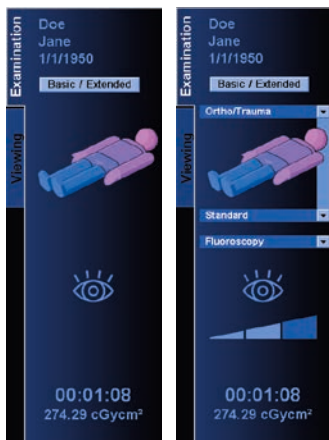 Examination
Viewing
Doe
Jane
1/1/1950
Basic / Extended
00:01:08
274.29 cGycm²
Examination
Viewing
Doe
Jane
1/1/1950
Basic / Extended
Ortho/Trauma
Standard
Fluoroscopy
00:01:08
274.29 cGycm²